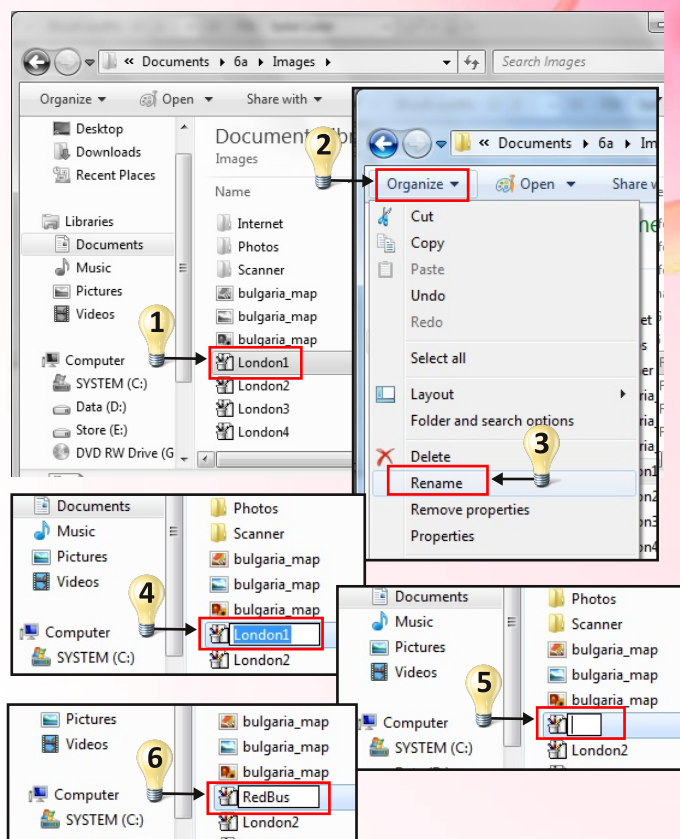 « Documents ▸ 6a ▸ Images ▸
Search Images
Organize ▾ Open ▾ Share with ▾
Desktop
Downloads
Recent Places
Libraries
Documents
Music
Pictures
Videos
Computer
SYSTEM (C:)
Data (D:)
Store (E:)
DVD RW Drive (G
Images
Name
Internet
Photos
Scanner
bulgaria_map
bulgaria_map
bulgaria_map
London1
London2
London3
London4
1
2
« Documents ▸ 6a ▸ Im
Organize ▾ Open ▾ Share
Cut
Copy
Paste
Undo
Redo
Select all
Layout
Folder and search options
Delete
Rename
Remove properties
Properties
3
Documents
Music
Pictures
Videos
Computer
SYSTEM (C:)
Photos
Scanner
bulgaria_map
bulgaria_map
bulgaria_map
London1
London2
4
Documents
Music
Pictures
Videos
Computer
SYSTEM (C:)
Photos
Scanner
bulgaria_map
bulgaria_map
bulgaria_map
London2
5
Pictures
Videos
Computer
SYSTEM (C:)
bulgaria_map
bulgaria_map
bulgaria_map
RedBus
London2
6